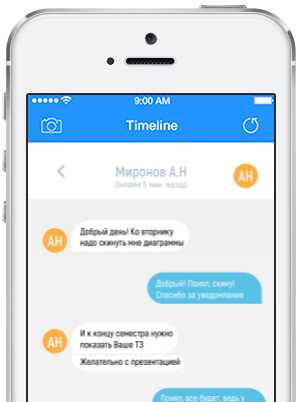 9:00 AM
Timeline
Миронов А.Н
Онлайн 5 мин. назад
АН
Добрый день! Ко вторнику
надо скинуть мне диаграммы
АН
Добрый! Понял, скину!
Спасибо за уведомление
АН
И к концу семестра нужно
показать Ваше ТЗ
Желательно с презентацией
Понял, все будет, ведь у